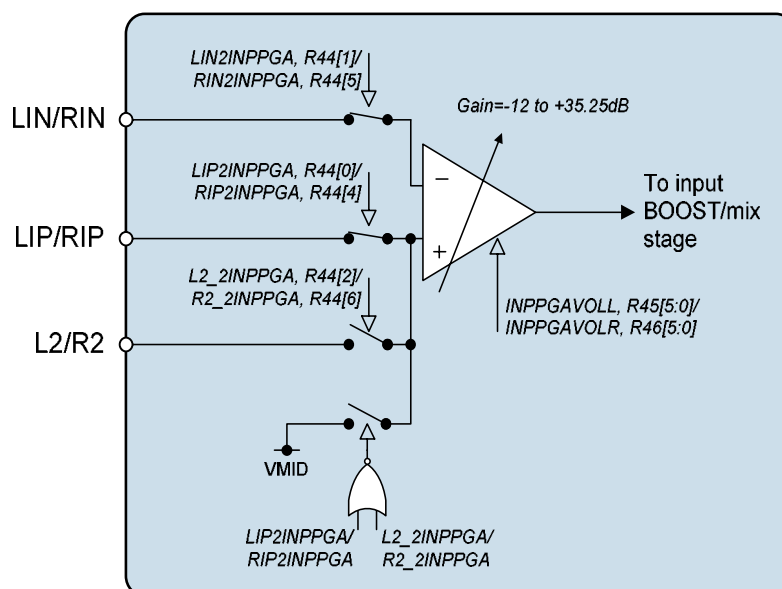 LIN2INPPGA, R44[1]/
RIN2INPPGA, R44[5]
Gain=-12 to +35.25dB
LIN/RIN
LIP2INPPGA, R44[0]/
RIP2INPPGA, R44[4]
−
To input
BOOST/mix
stage
LIP/RIP
+
L2_2INPPGA, R44[2]/
R2_2INPPGA, R44[6]
INPPGAVOLL, R45[5:0]/
INPPGAVOLR, R46[5:0]
L2/R2
VMID
LIP2INPPGA/
RIP2INPPGA
L2_2INPPGA/
R2_2INPPGA